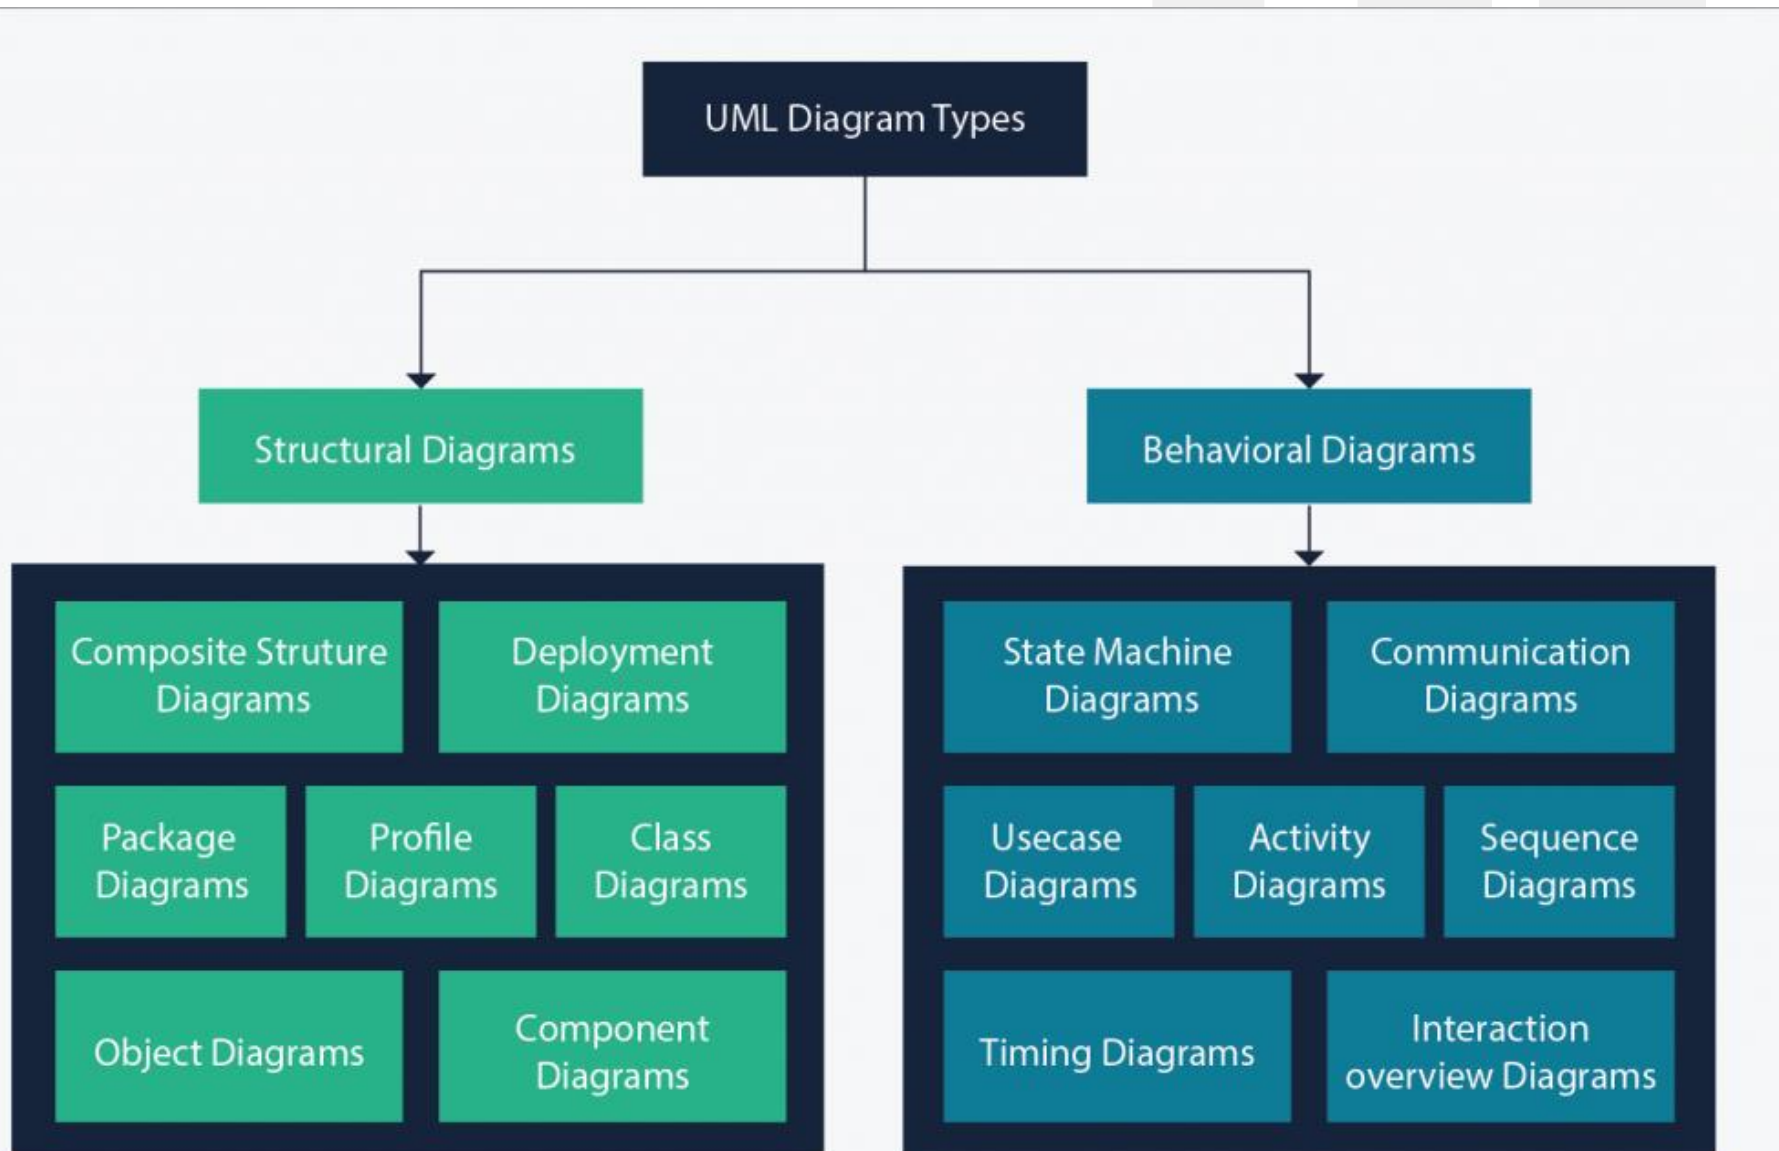 UML Diagram Types
Structural Diagrams
Behavioral Diagrams
Composite Struture
Diagrams
Deployment
Diagrams
Package
Diagrams
Profile
Diagrams
Class
Diagrams
Object Diagrams
Component
Diagrams
State Machine
Diagrams
Communication
Diagrams
Usecase
Diagrams
Activity
Diagrams
Sequence
Diagrams
Timing Diagrams
Interaction
overview Diagrams